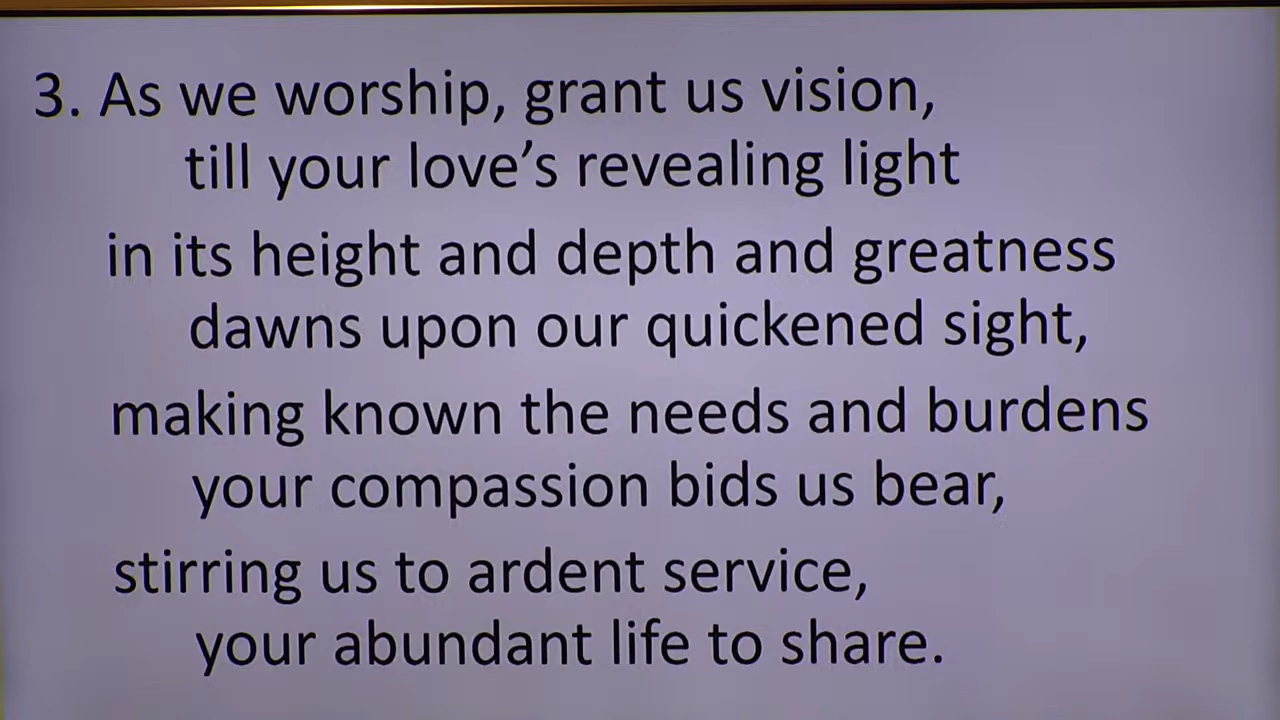 3. As we worship, grant us vision,
till your love’s revealing light
in its height and depth and greatness
dawns upon our quickened sight,
making known the needs and burdens
your compassion bids us bear,
stirring us to ardent service,
your abundant life to share.